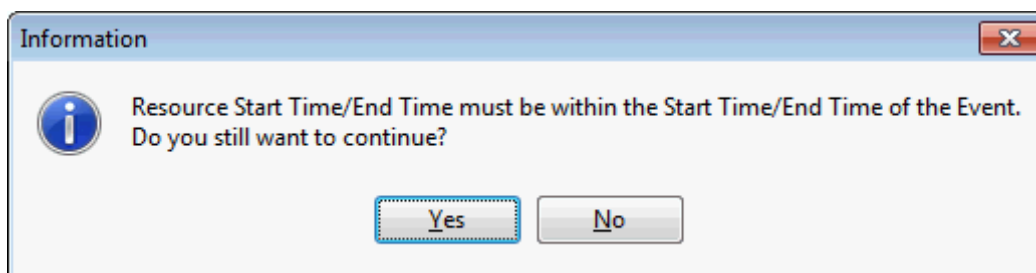 Information
Resource Start Time/End Time must be within the Start Time/End Time of the Event.
Do you still want to continue?
Yes No